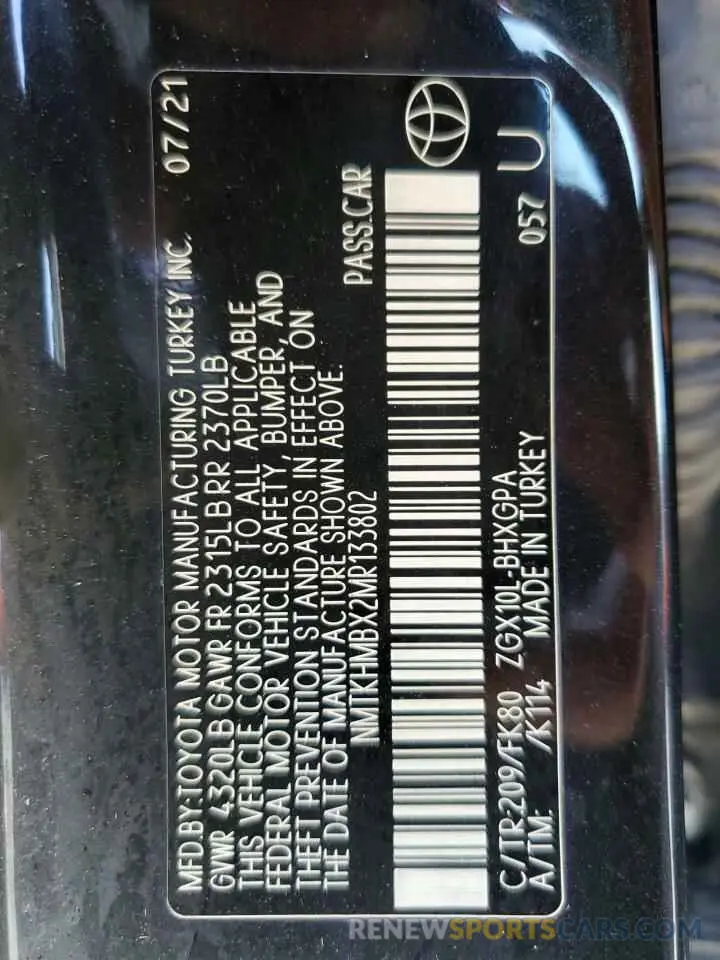 MFD.BY:TOYOTA MOTOR MANUFACTURING TURKEY INC. 07/21
GVWR 4320LB GAWR FR 2315LB RR 2370LB
THIS VEHICLE CONFORMS TO ALL APPLICABLE
FEDERAL MOTOR VEHICLE SAFETY, BUMPER, AND
THEFT PREVENTION STANDARDS IN EFFECT ON
THE DATE OF MANUFACTURE SHOWN ABOVE.
NMTKHMBX2MR133802 PASS.CAR
C/TR:209/FK80 ZGX10L-BHXGPA 057 U
A/TM: /K114 MADE IN TURKEY
RENEWSPORTSCARS.COM